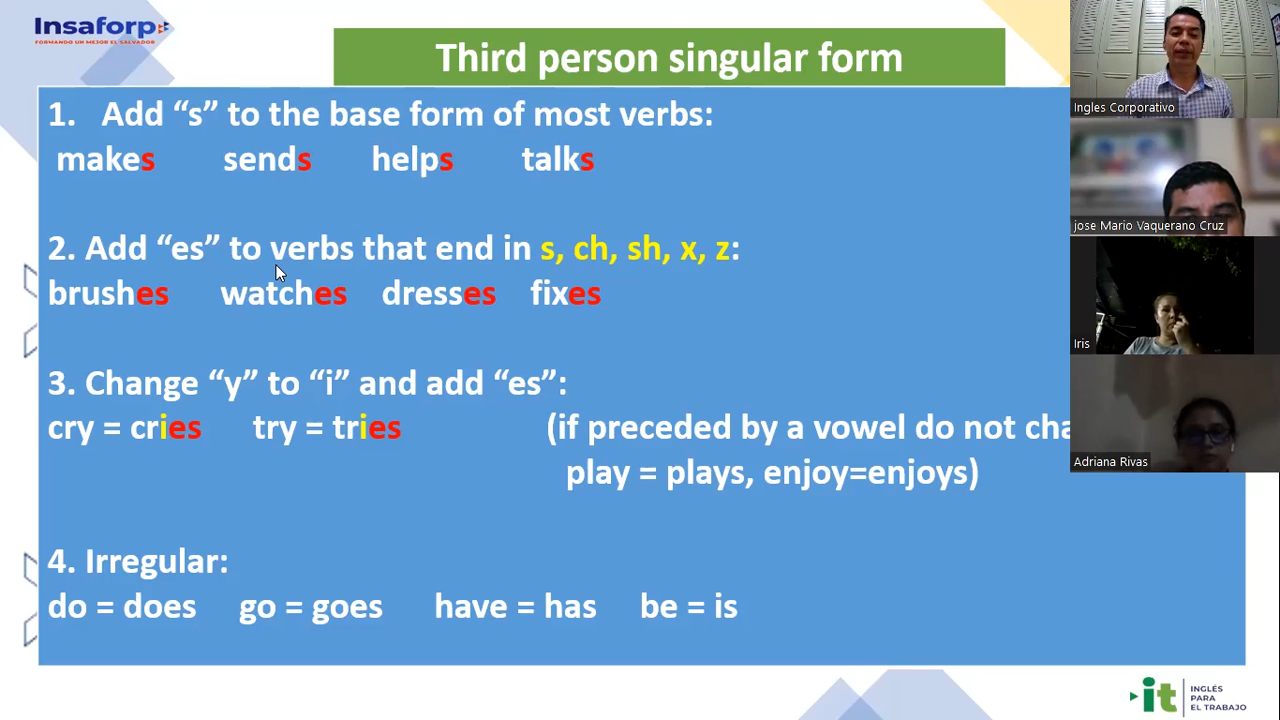 Insaforp
FORMANDO UN MEJOR EL SALVADOR
Third person singular form
1. Add “s” to the base form of most verbs:
makes sends helps talks
2. Add “es” to verbs that end in s, ch, sh, x, z:
brushes watches dresses fixes
3. Change “y” to “i” and add “es”:
cry = cries try = tries (if preceded by a vowel do not
play = plays, enjoy=enjoys)
4. Irregular:
do = does go = goes have = has be = is
Ingles Corporativo
jose Mario Vaquerano Cruz
Iris
Adriana Rivas
it
INGLÉS
PARA
EL TRABAJO